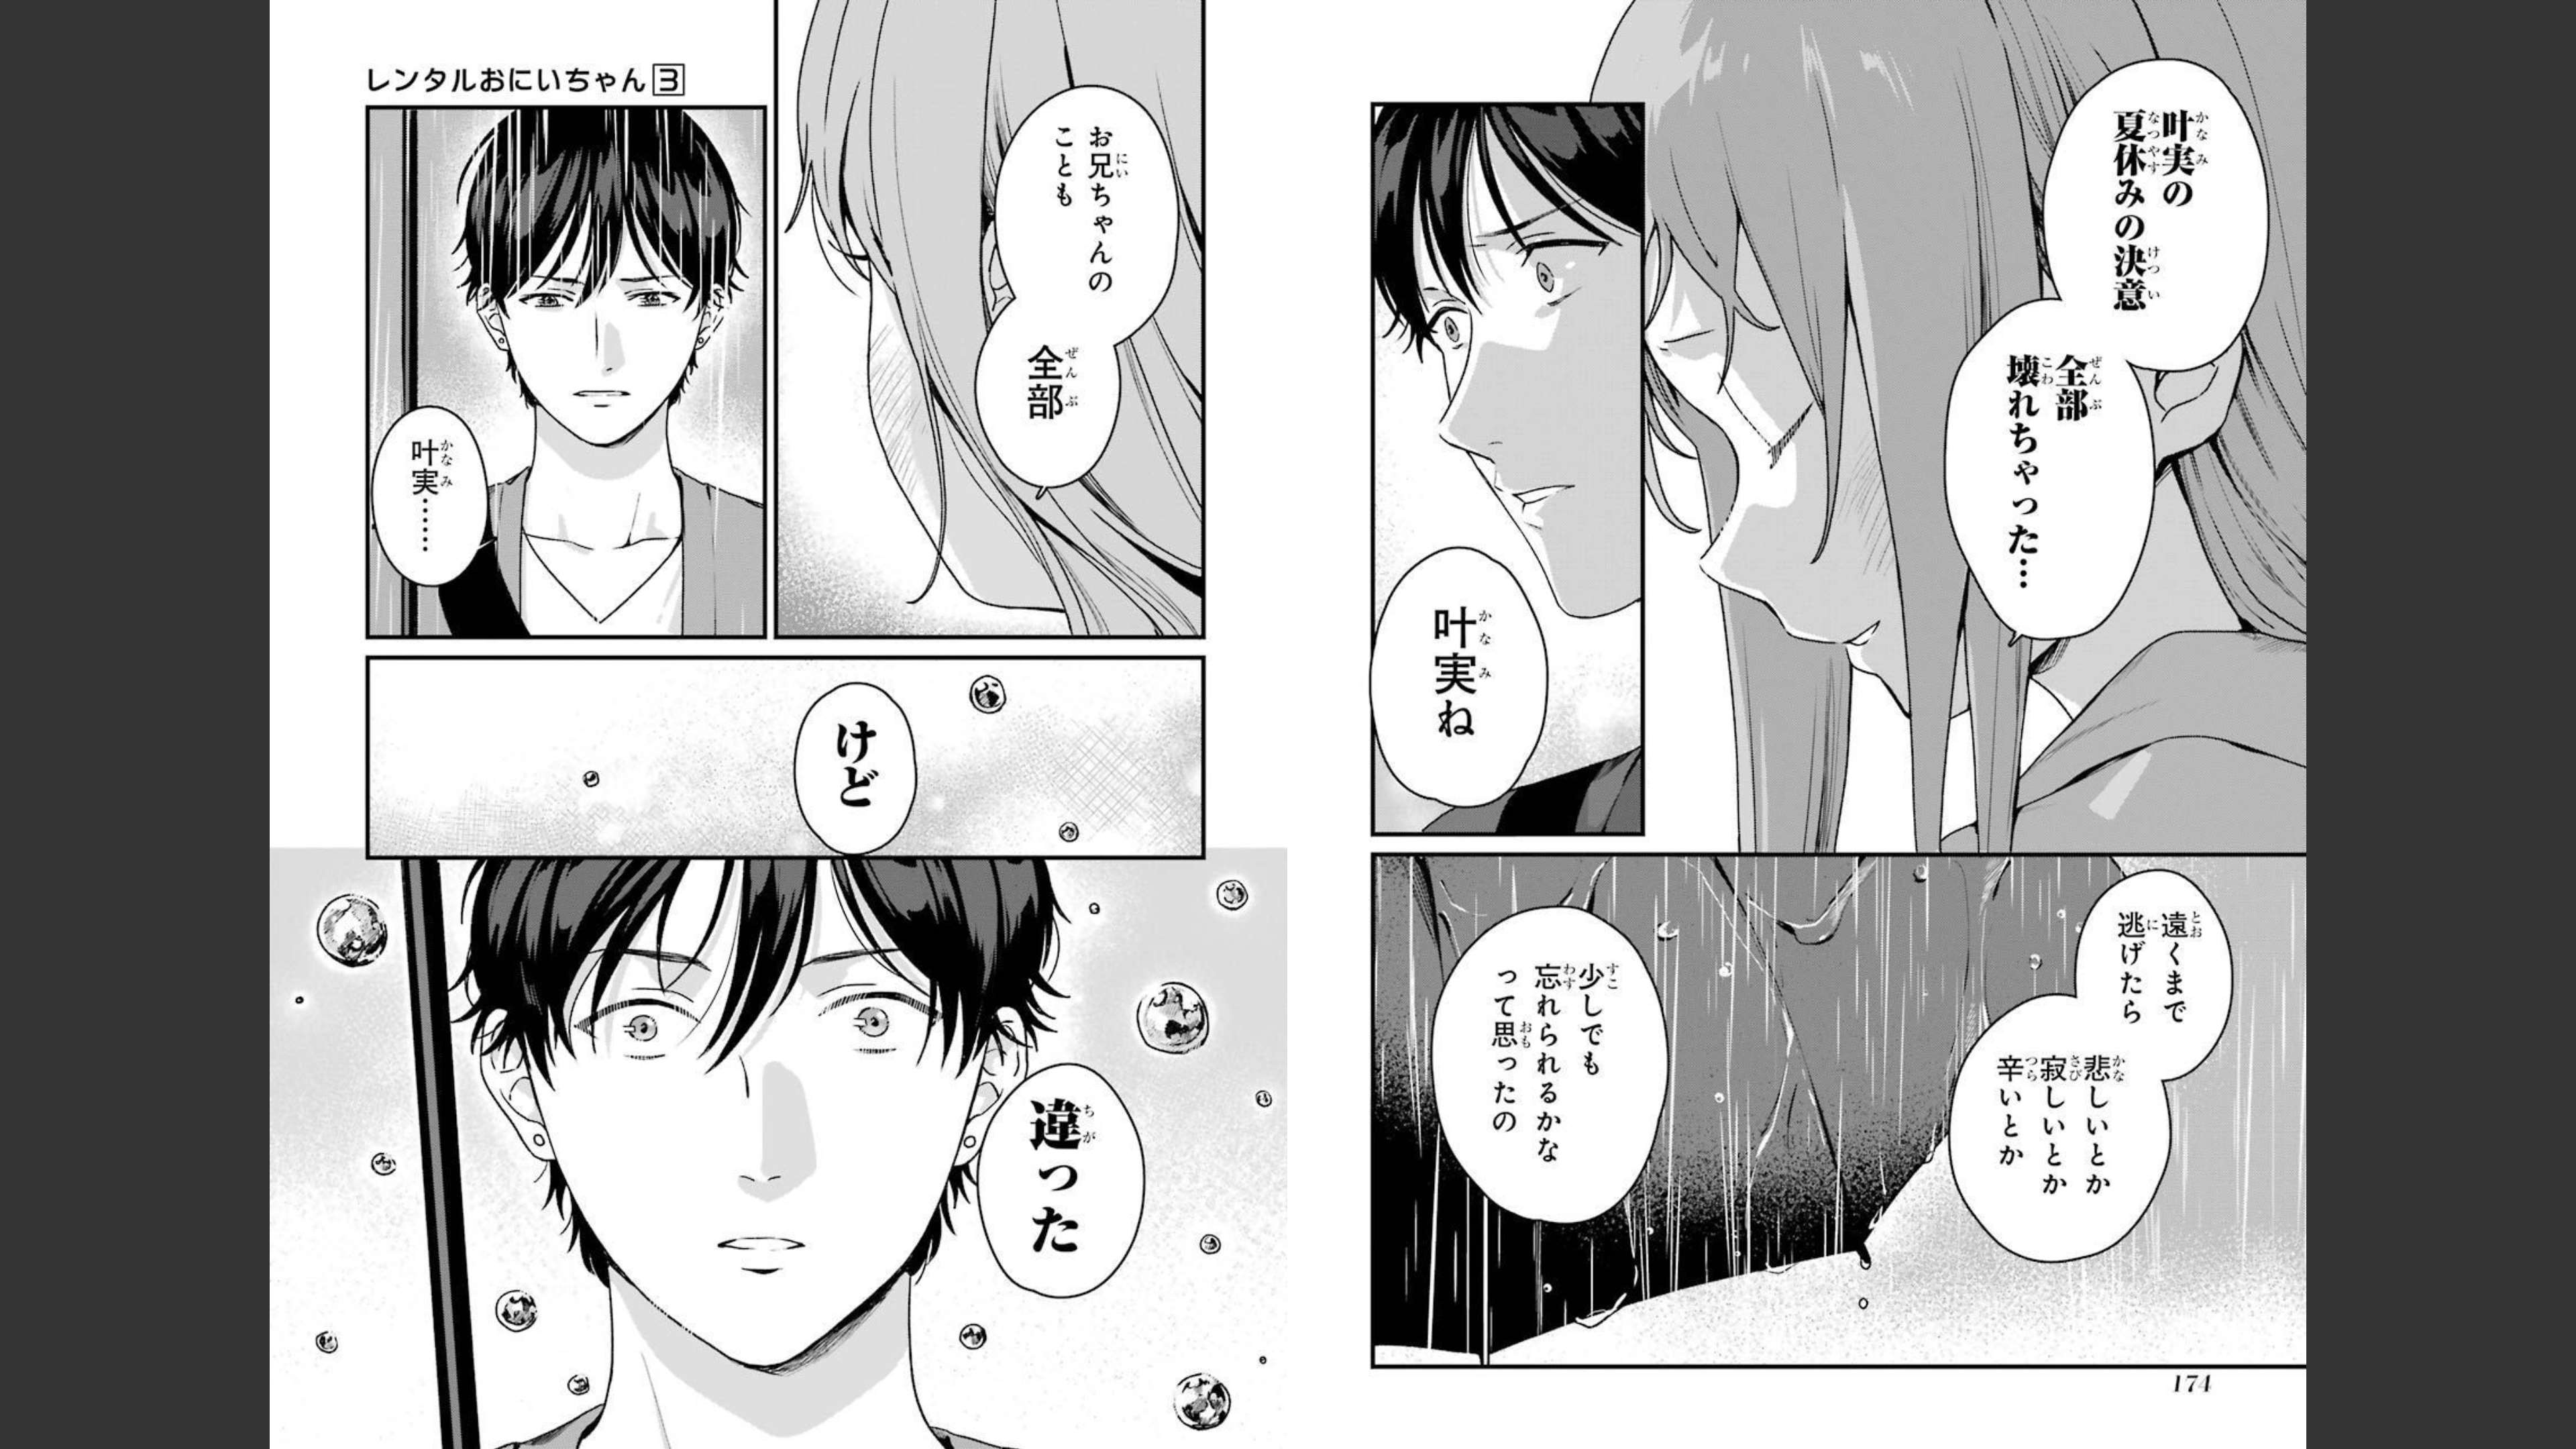 叶実の
夏休みの決意
全部
壊れちゃった…
叶実ね
遠くまで
逃げたら
悲しいとか
寂しいとか
辛いとか
少しでも
忘れられるかな
って思ったの
174
レンタルおにいちゃん3
お兄ちゃんの
ことも
全部
叶実……
けど
違った